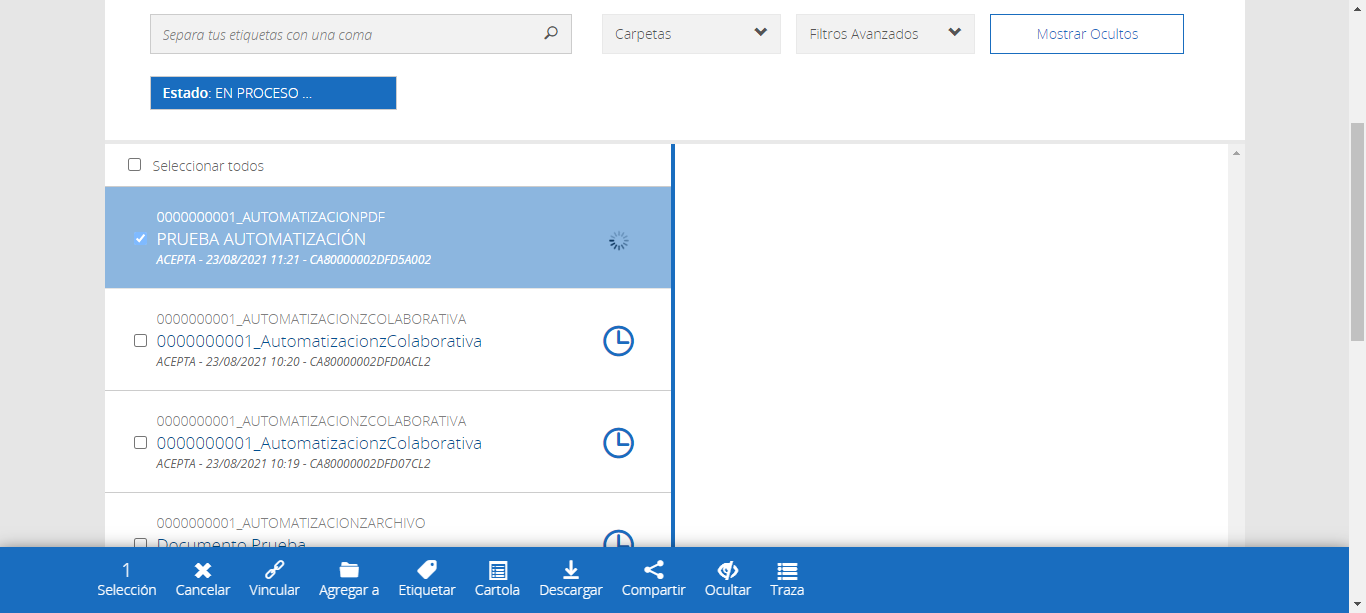 Separa tus etiquetas con una coma
Carpetas
Filtros Avanzados
Mostrar Ocultos
Estado: EN PROCESO ...
Seleccionar todos
0000000001_AUTOMATIZACIONPDF
PRUEBA AUTOMATIZACIÓN
ACEPTA - 23/08/2021 11:21 - CA80000002DFD5A002
0000000001_AUTOMATIZACIONZCOLABORATIVA
0000000001_AutomatizacionzColaborativa
ACEPTA - 23/08/2021 10:20 - CA80000002DFD0ACL2
0000000001_AUTOMATIZACIONZCOLABORATIVA
0000000001_AutomatizacionzColaborativa
ACEPTA - 23/08/2021 10:19 - CA80000002DFD07CL2
0000000001_AUTOMATIZACIONZARCHIVO
Documento Prueba
1
Selección
Cancelar
Vincular
Agregar a
Etiquetar
Cartola
Descargar
Compartir
Ocultar
Traza